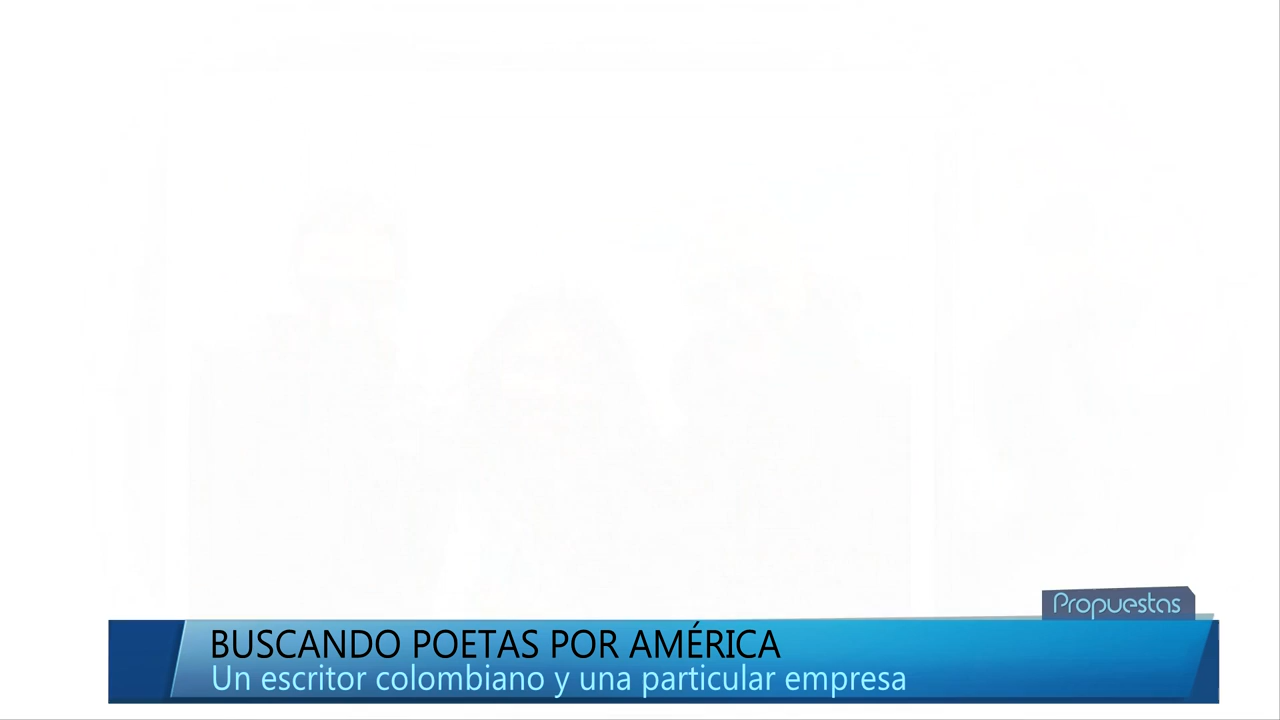 Propuestas
BUSCANDO POETAS POR AMÉRICA
Un escritor colombiano y una particular empresa